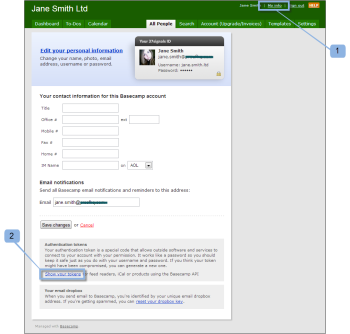 Jane Smith Ltd
Jane Smith | My info | Sign out HELP
Dashboard To-Dos Calendar All People Search Account (Upgrade/Invoices) Templates Settings
1
Edit your personal information
Change your name, photo, email
address, username or password.
Your 37signals ID
Jane Smith
jane.smith@
Username: jane smith ltd
Password: ••••••
Your contact information for this Basecamp account
Title
Office # ext
Mobile #
Fax #
Home #
IM Name on AOL
Email notifications
Send all Basecamp email notifications and reminders to this address:
Email jane smith@
Save changes or Cancel
2
Authentication tokens
Your authentication token is a special code that allows outside software and services to
connect to your account with your permission. It works like a password so you should
keep it safe just as you do with your username and password. If you think your token
might have been compromised, you can generate a new one.
Show your tokens for feed readers, iCal or products using the Basecamp API
Your email dropbox
When you send email to Basecamp, you're identified by your unique email dropbox
address. If you're getting spammed, you can reset your dropbox key.
Managed with Basecamp